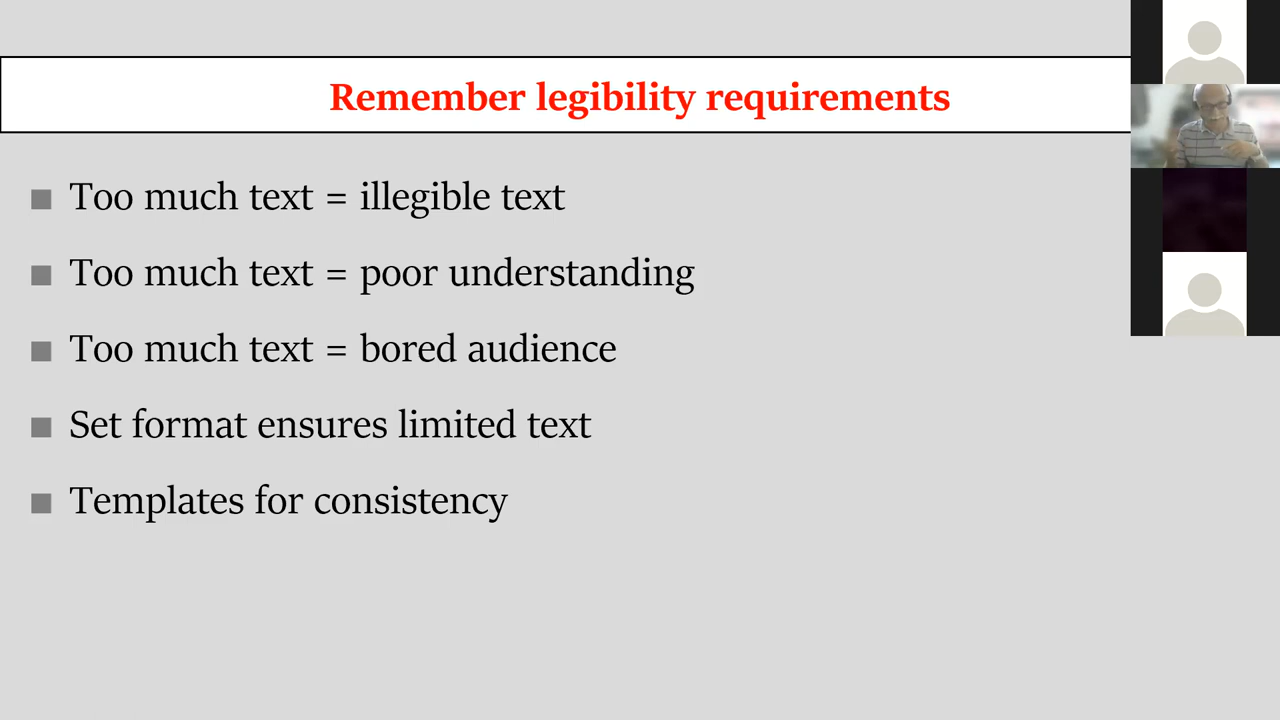 Remember legibility requirements
Too much text = illegible text
Too much text = poor understanding
Too much text = bored audience
Set format ensures limited text
Templates for consistency